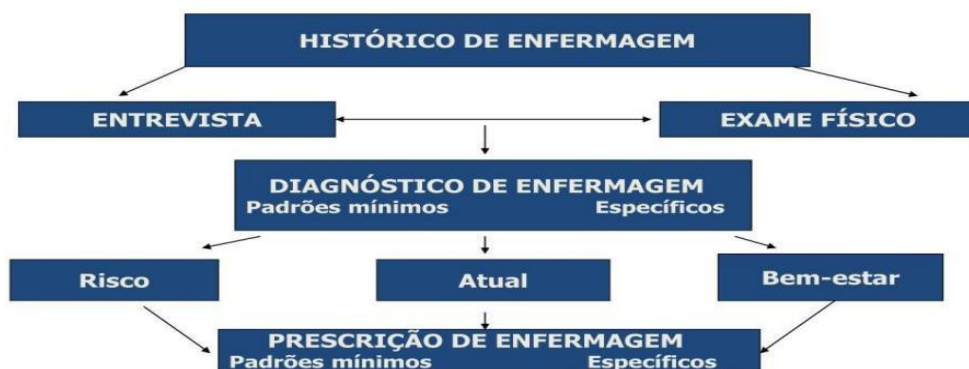 HISTÓRICO DE ENFERMAGEM
ENTREVISTA
EXAME FÍSICO
DIAGNÓSTICO DE ENFERMAGEM
Padrões mínimos Específicos
Risco
Atual
Bem-estar
PRESCRIÇÃO DE ENFERMAGEM
Padrões mínimos Específicos